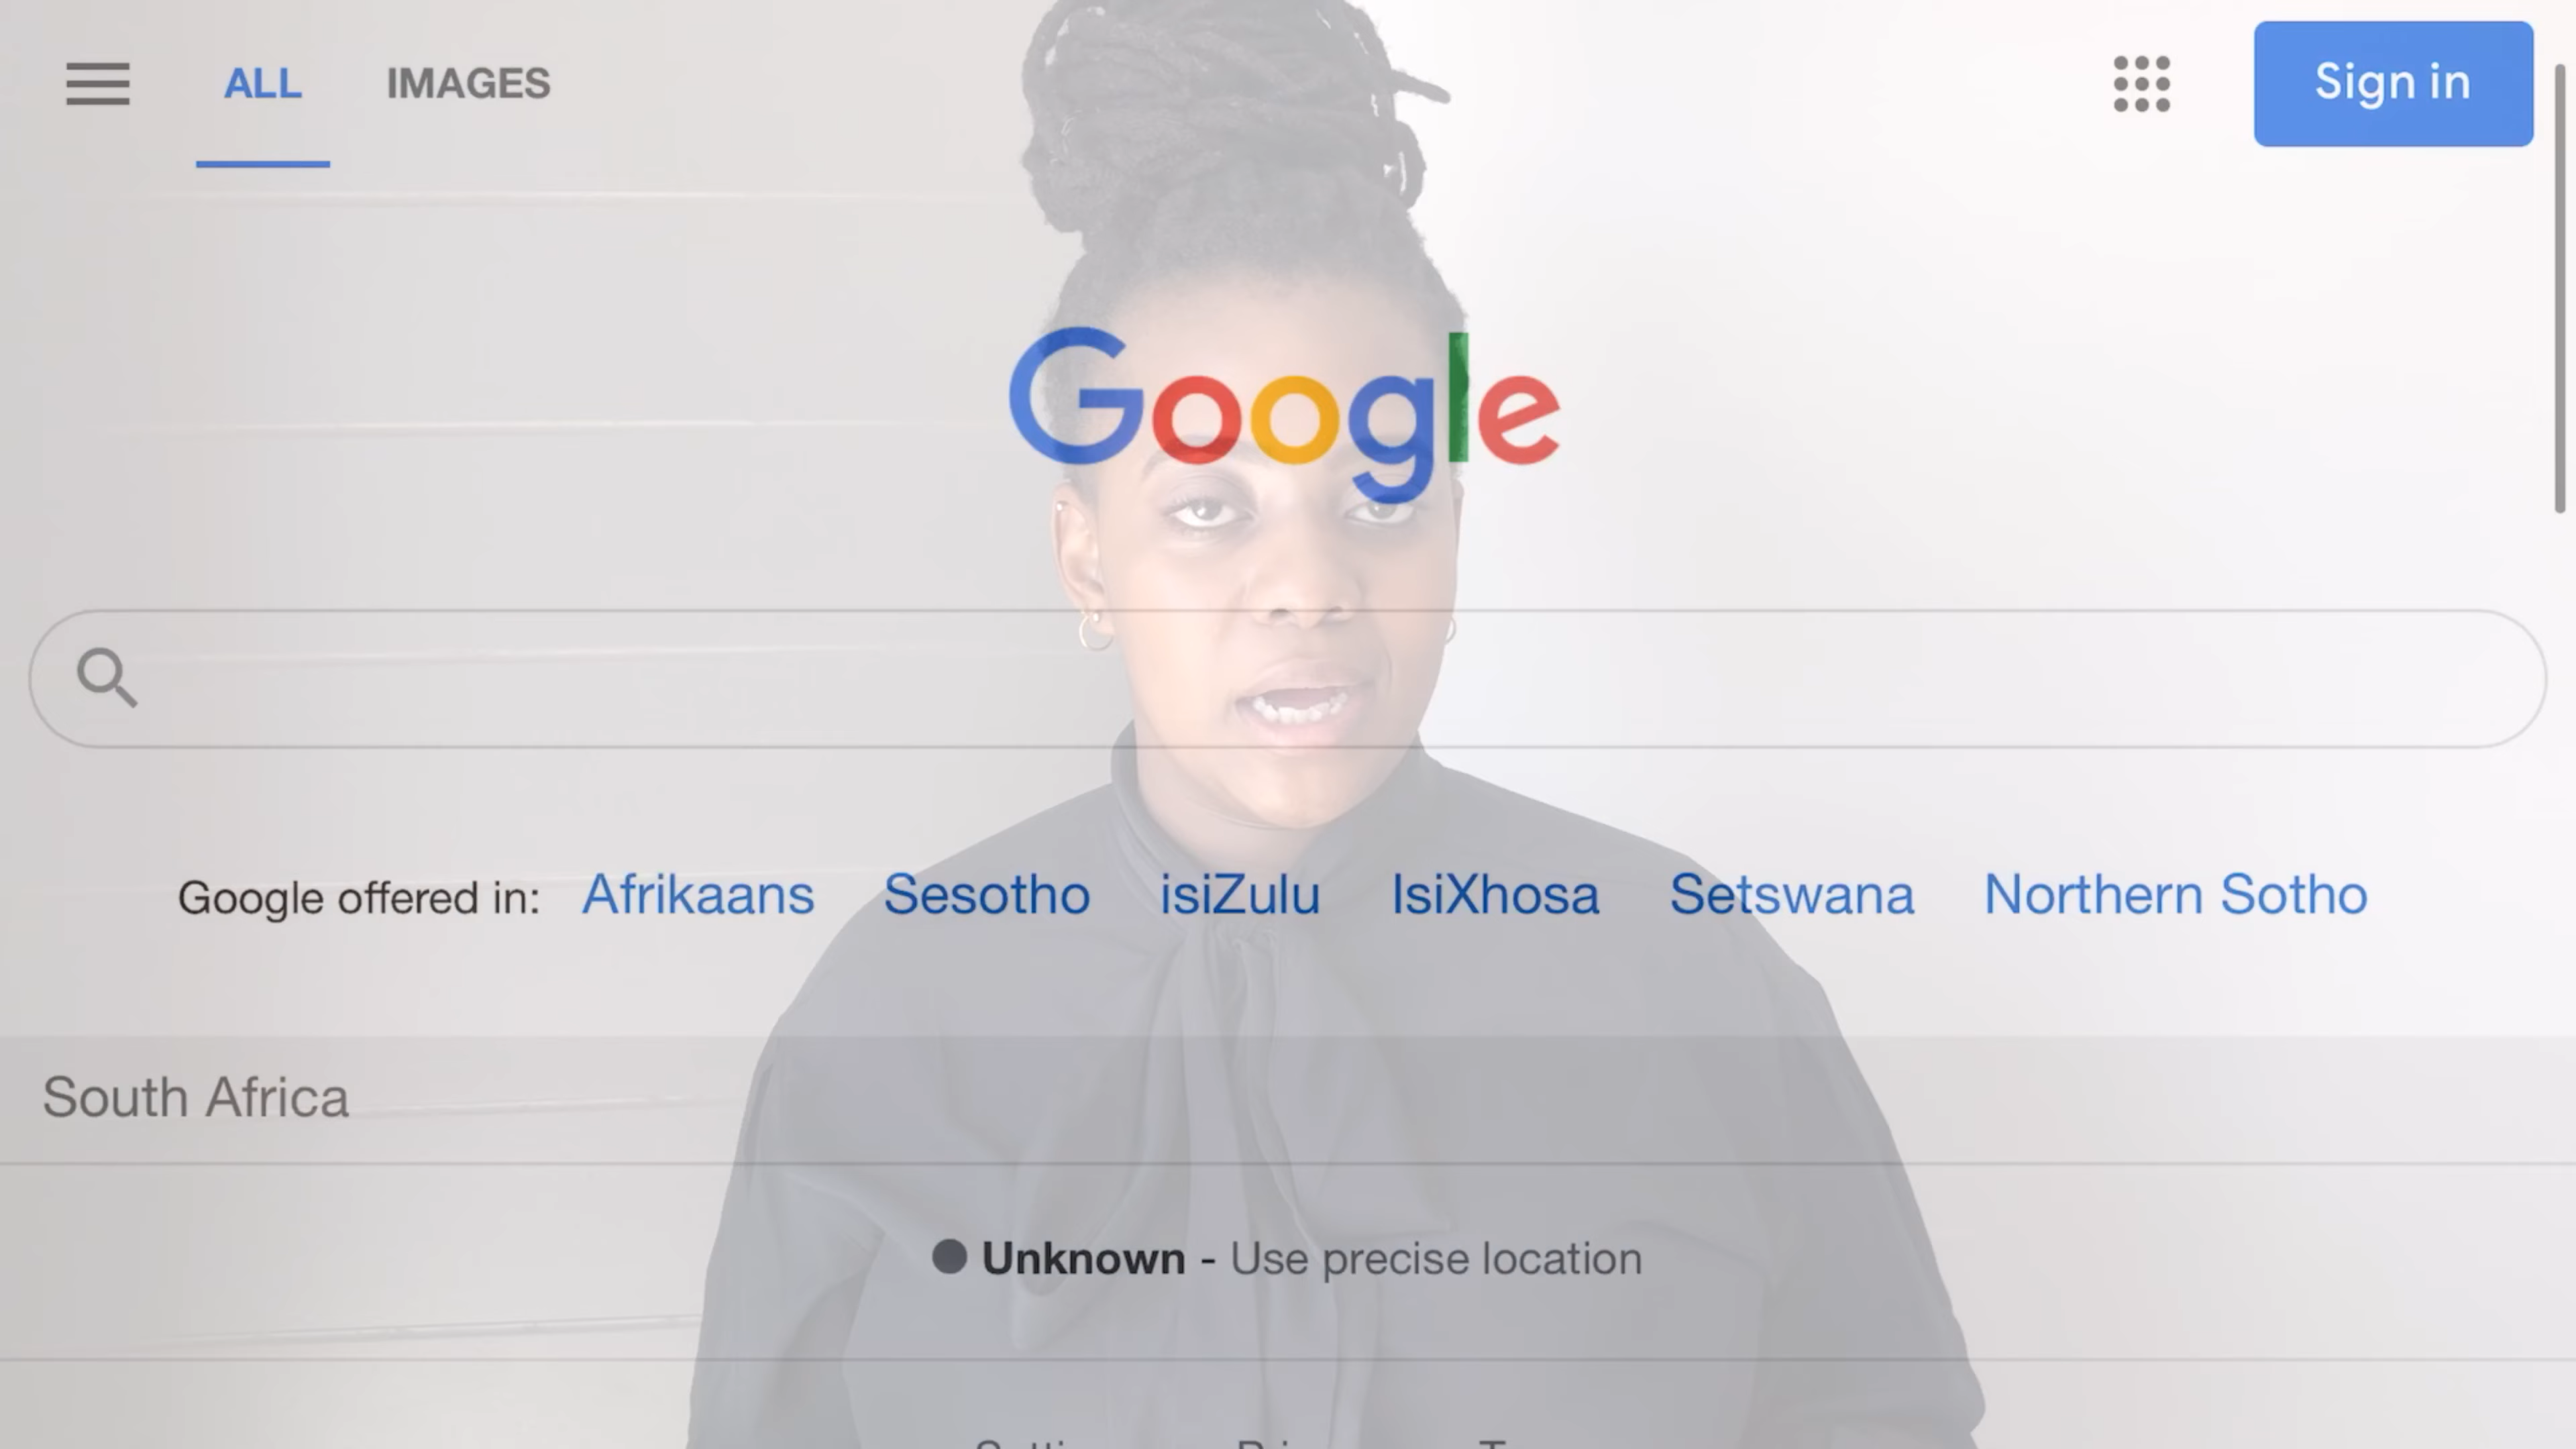 ALL IMAGES Sign in
Google
Google offered in: Afrikaans Sesotho isiZulu IsiXhosa Setswana Northern Sotho
South Africa
Unknown - Use precise location